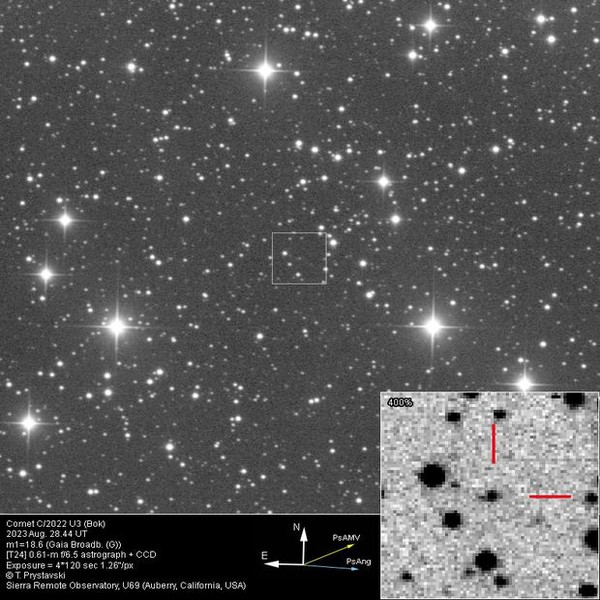 400%
Comet C/2022 U3 (Bok)
2023 Aug. 28.44 UT
m1=18.6 (Gaia Broadb. (G))
[T24] 0.61-m f/6.5 astrograph + CCD
Exposure = 4*120 sec 1.26"/px
© T. Prystavski
Sierra Remote Observatory, U69 (Auberry, California, USA)
N
PsAMV
E
PsAng